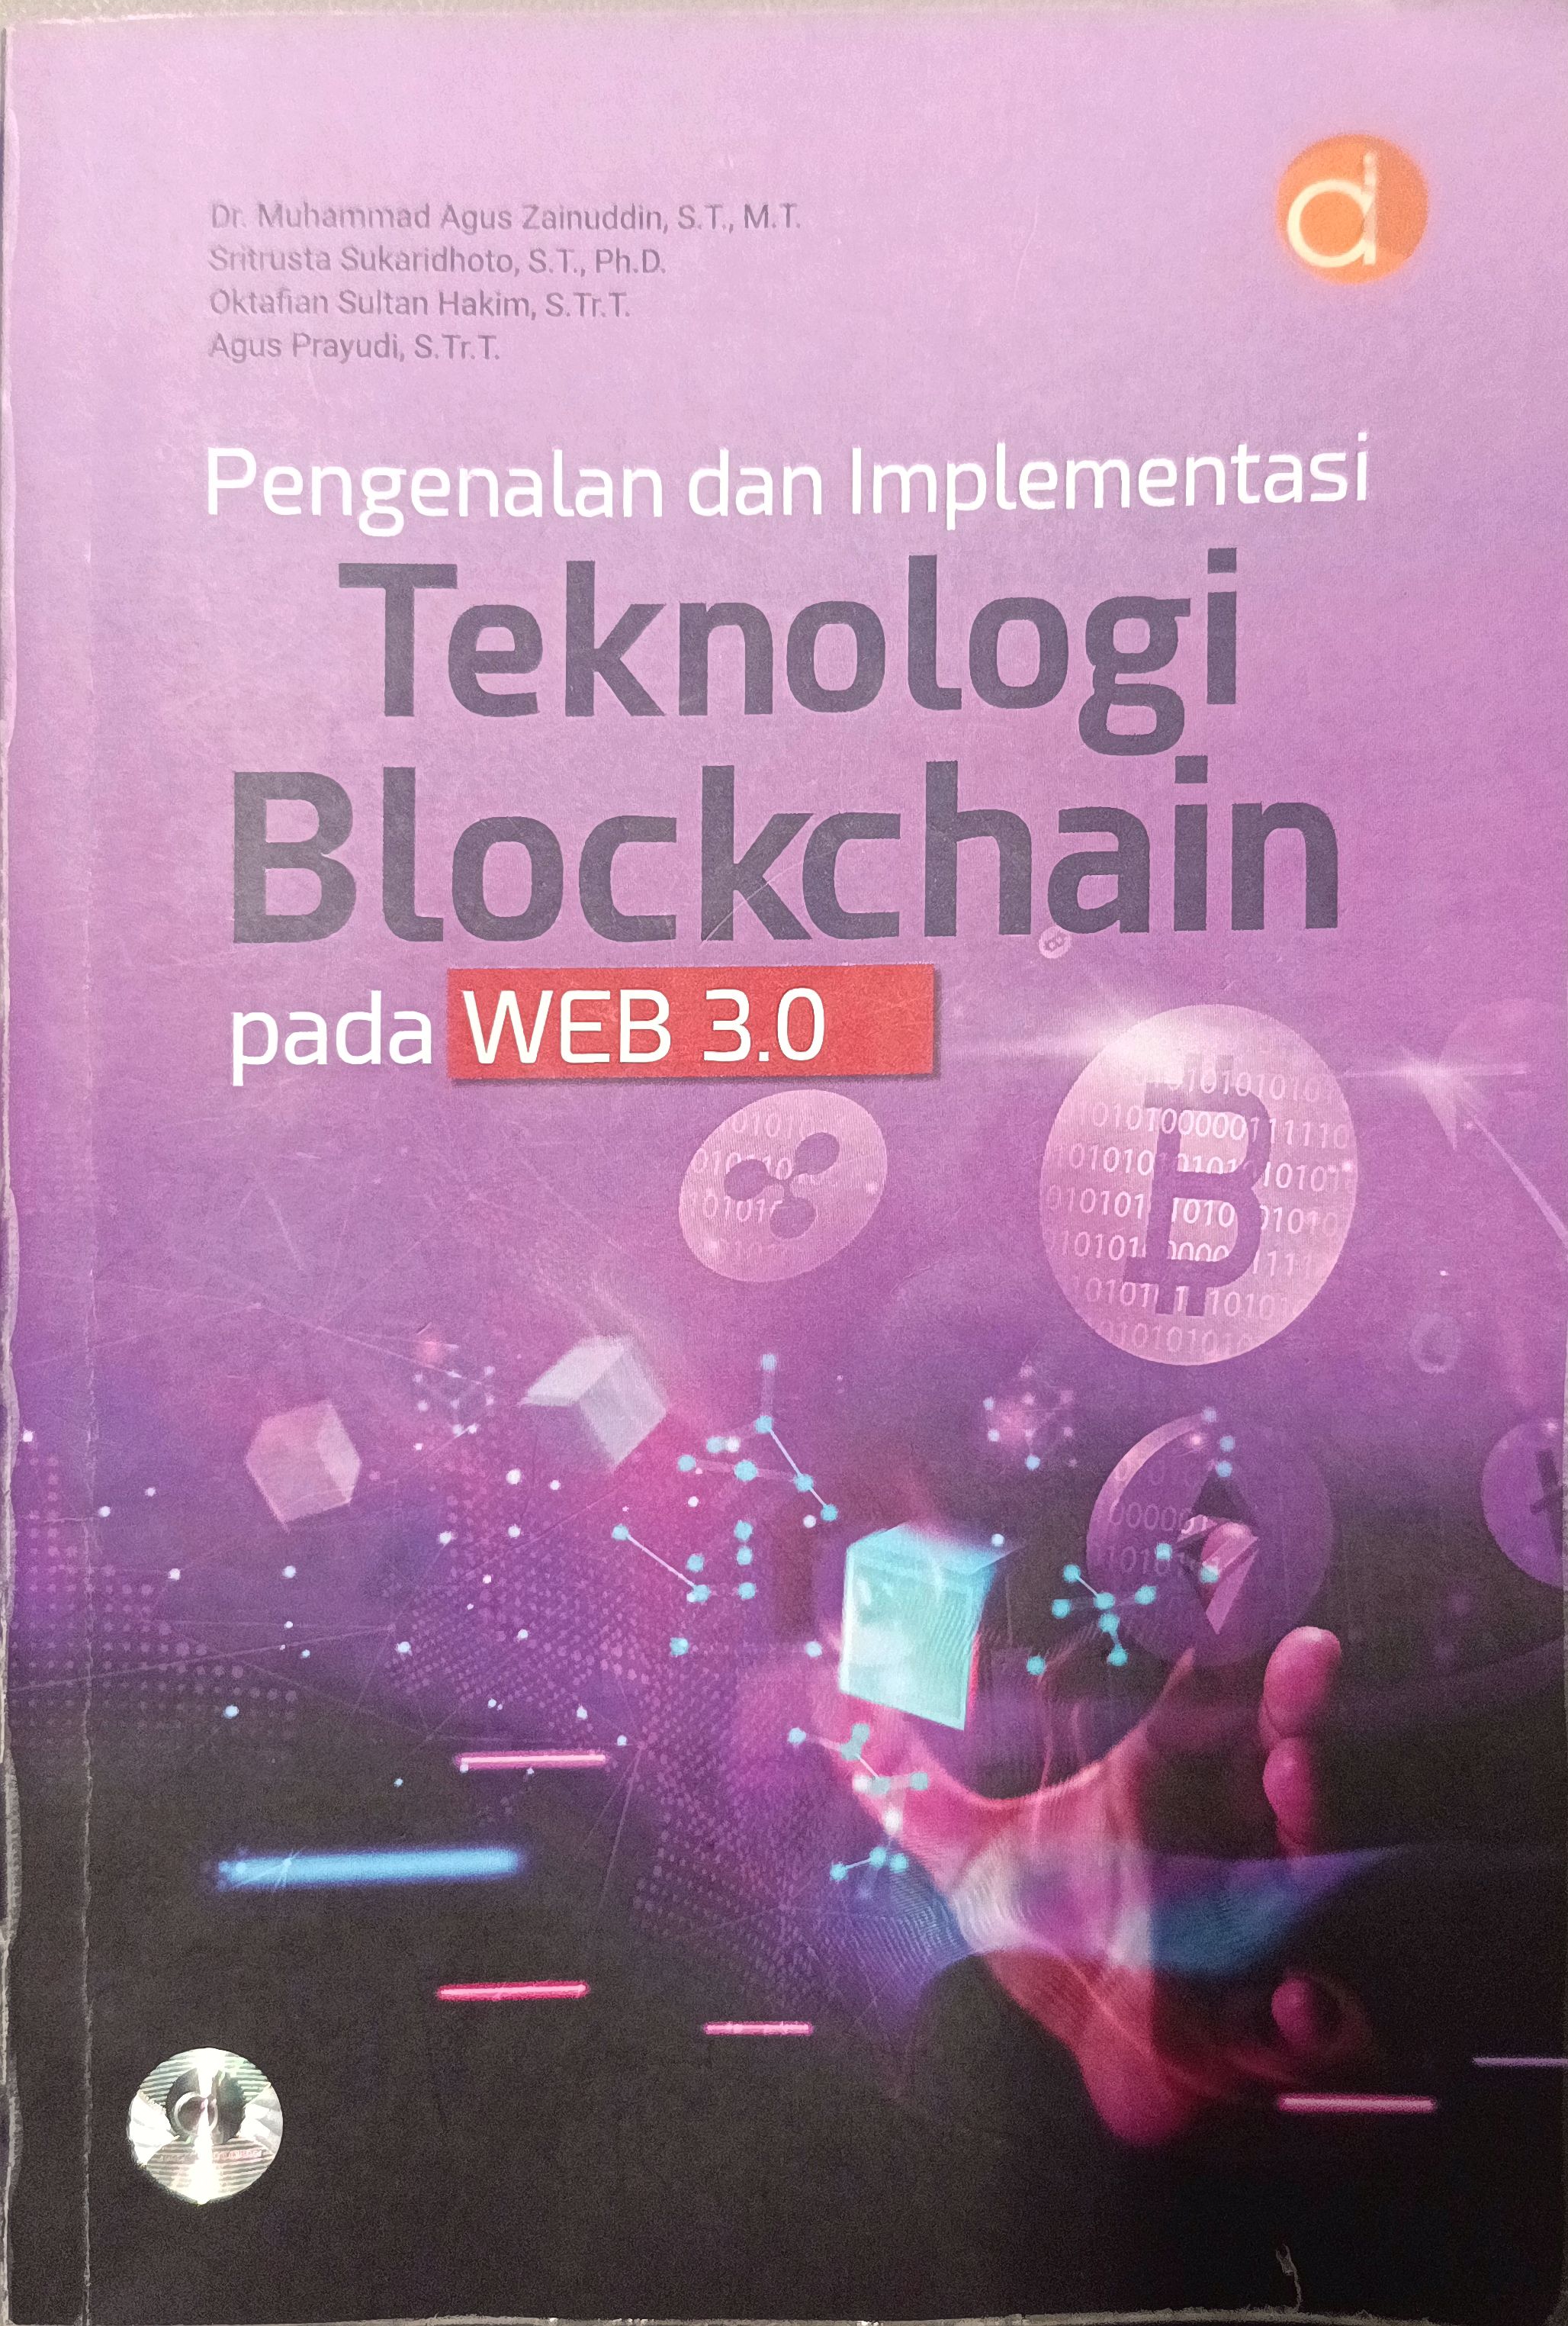 Dr. Muhammad Agus Zainuddin, S.T., M.T.
Sritrusta Sukaridhoto, S.T., Ph.D.
Oktafian Sultan Hakim, S.Tr.T.
Agus Prayudi, S.Tr.T.
Pengenalan dan Implementasi
Teknologi
Blockchain
pada WEB 3.0